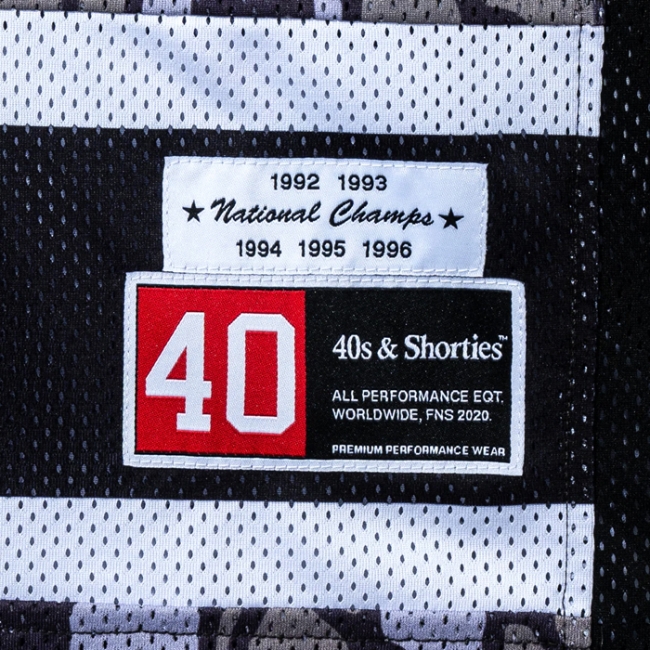 1992 1993
★ National Champs ★
1994 1995 1996
40
40s & Shorties™
ALL PERFORMANCE EQT.
WORLDWIDE, FNS 2020.
PREMIUM PERFORMANCE WEAR